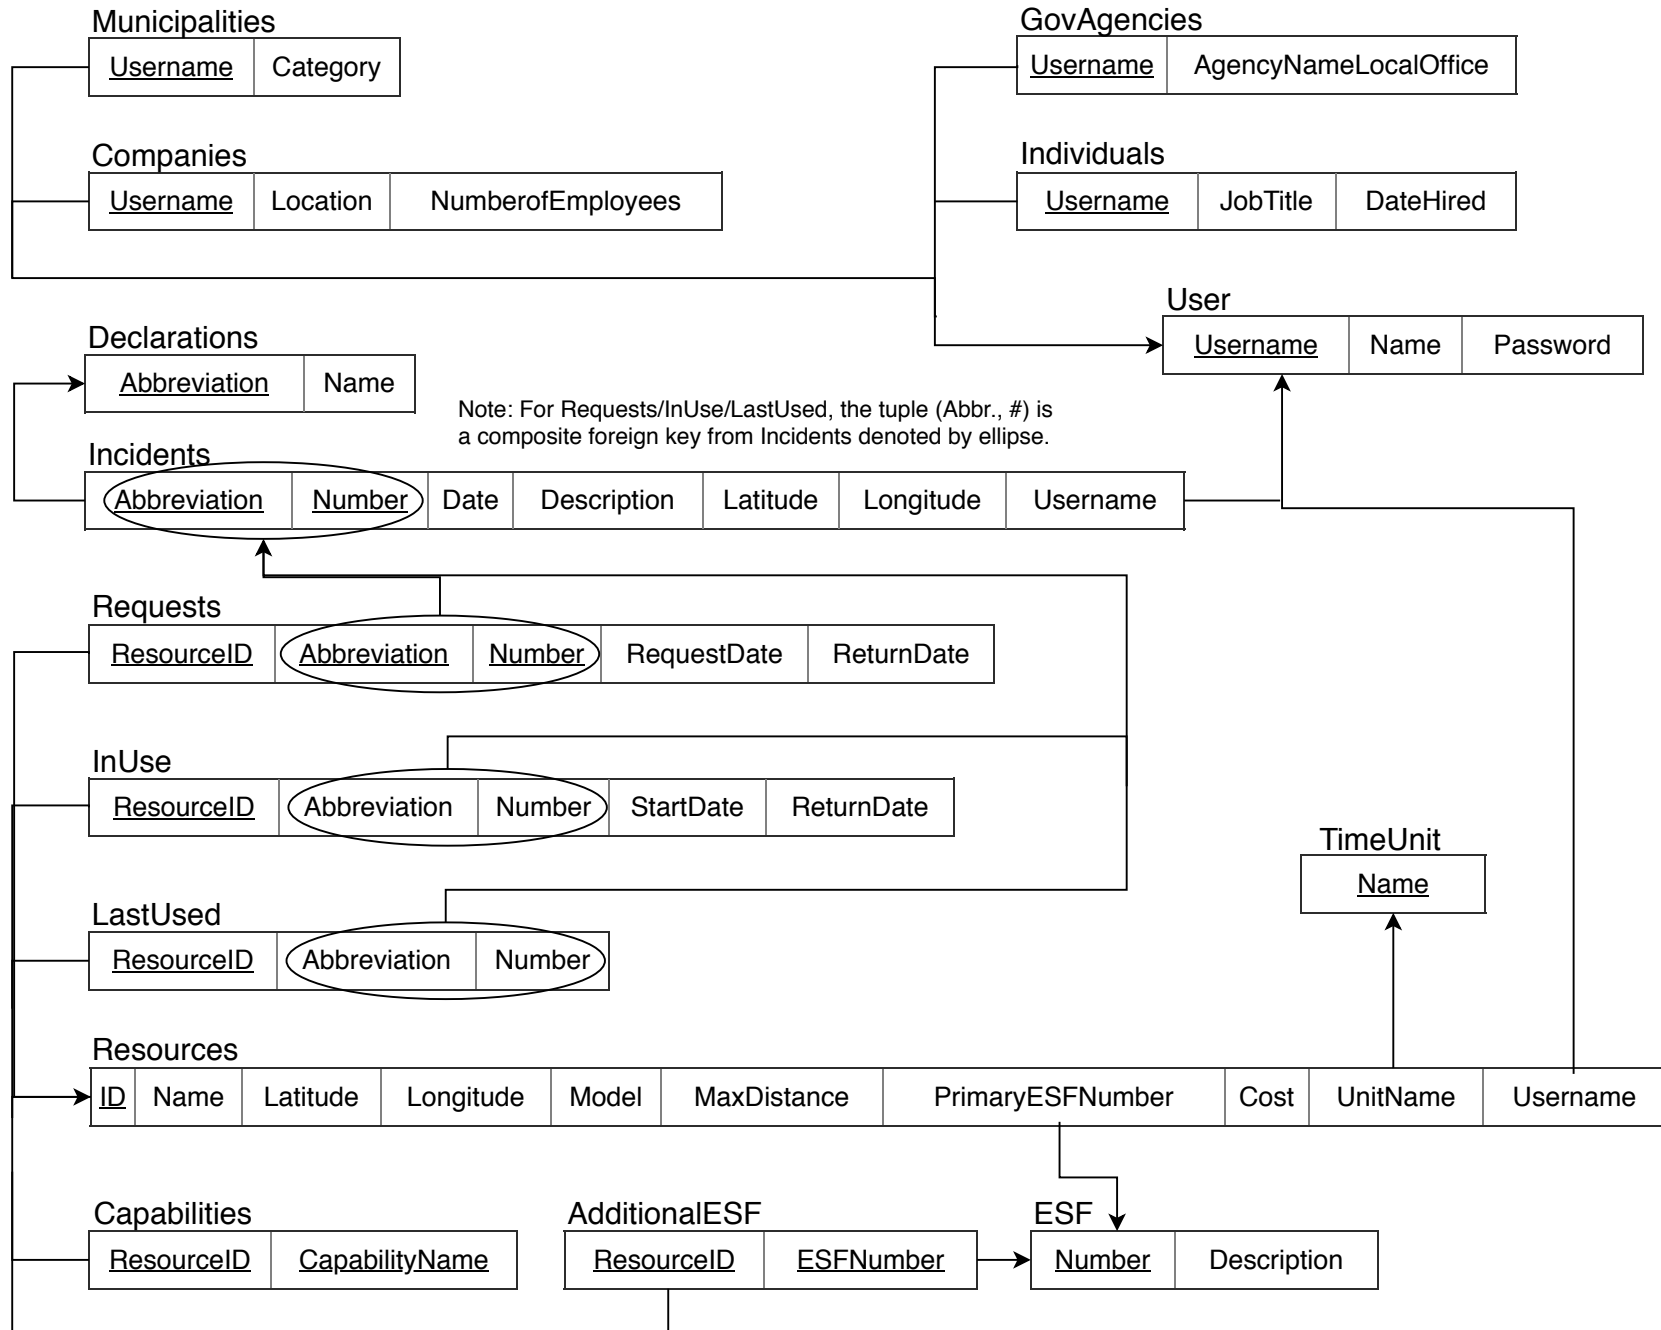 Municipalities
Username Category
GovAgencies
Username AgencyNameLocalOffice
Companies
Username Location NumberofEmployees
Individuals
Username JobTitle DateHired
User
Username Name Password
Declarations
Abbreviation Name
Note: For Requests/InUse/LastUsed, the tuple (Abbr., #) is
a composite foreign key from Incidents denoted by ellipse.
Incidents
Abbreviation Number Date Description Latitude Longitude Username
Requests
ResourceID Abbreviation Number RequestDate ReturnDate
InUse
ResourceID Abbreviation Number StartDate ReturnDate
TimeUnit
Name
LastUsed
ResourceID Abbreviation Number
Resources
ID Name Latitude Longitude Model MaxDistance PrimaryESFNumber Cost UnitName Username
Capabilities
ResourceID CapabilityName
AdditionalESF
ResourceID ESFNumber
ESF
Number Description